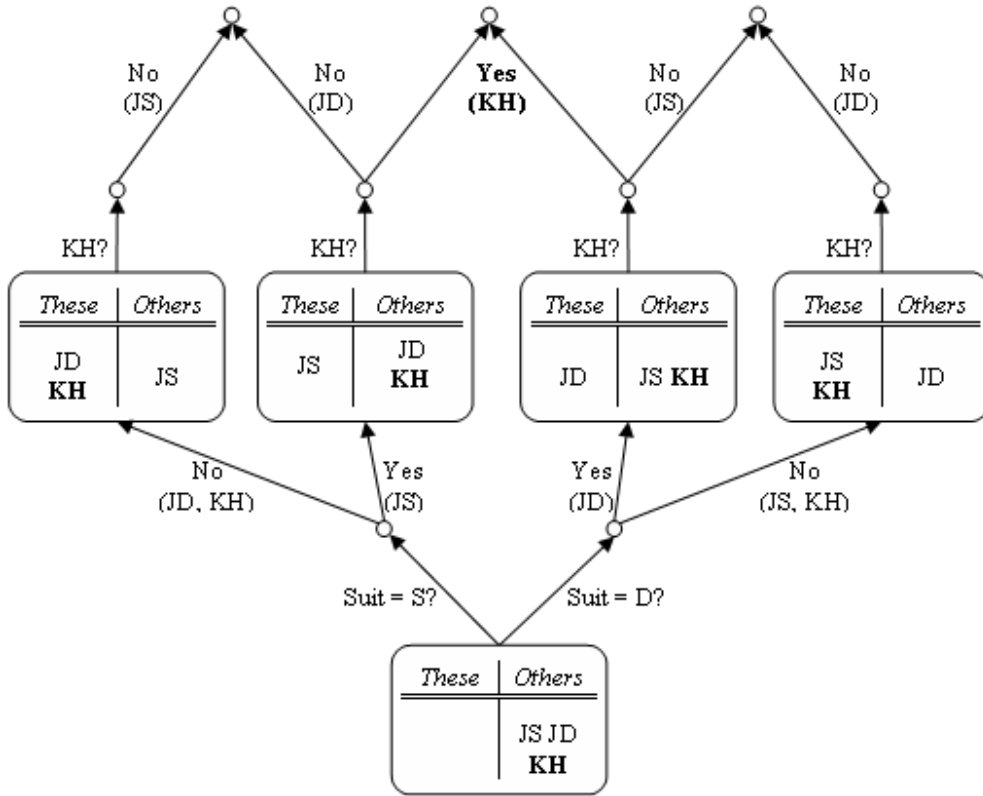 No
(JS)
No
(JD)
Yes
(KH)
No
(JS)
No
(JD)
KH?
KH?
KH?
KH?
These Others
JD
KH
JS
These Others
JS
JD
KH
These Others
JD
JS KH
These Others
JS
KH
JD
No
(JD, KH)
Yes
(JS)
Yes
(JD)
No
(JS, KH)
Suit = S?
Suit = D?
These Others
JS JD
KH